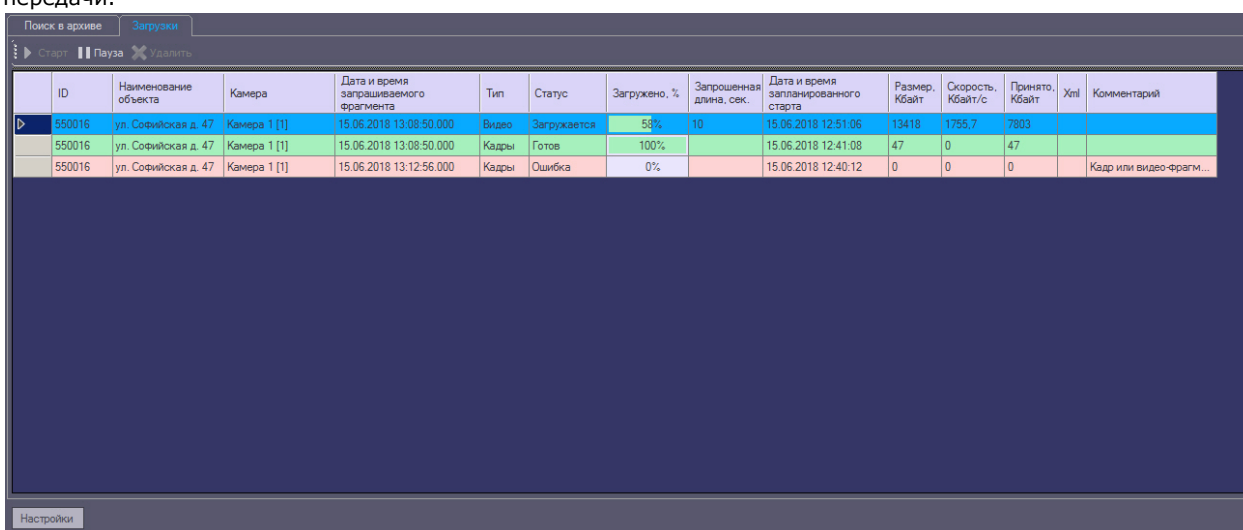 передачи.
Поиск в архиве Загрузки
Старт Пауза Удалить
ID Наименование объекта Камера Дата и время запрашиваемого фрагмента Тип Статус Загружено, % Запрошенная длина, сек. Дата и время запланированного старта Размер, Кбайт Скорость, Кбайт/с Принято, Кбайт Xml Комментарий
550016 ул. Софийская д. 47 Камера 1 [1] 15.06.2018 13:08:50.000 Видео Загружается 58% 10 15.06.2018 12:51:06 13418 1755,7 7803
550016 ул. Софийская д. 47 Камера 1 [1] 15.06.2018 13:08:50.000 Кадры Готов 100% 15.06.2018 12:41:08 47 0 47
550016 ул. Софийская д. 47 Камера 1 [1] 15.06.2018 13:12:56.000 Кадры Ошибка 0% 15.06.2018 12:40:12 0 0 0 Кадр или видео-фрагм...
Настройки